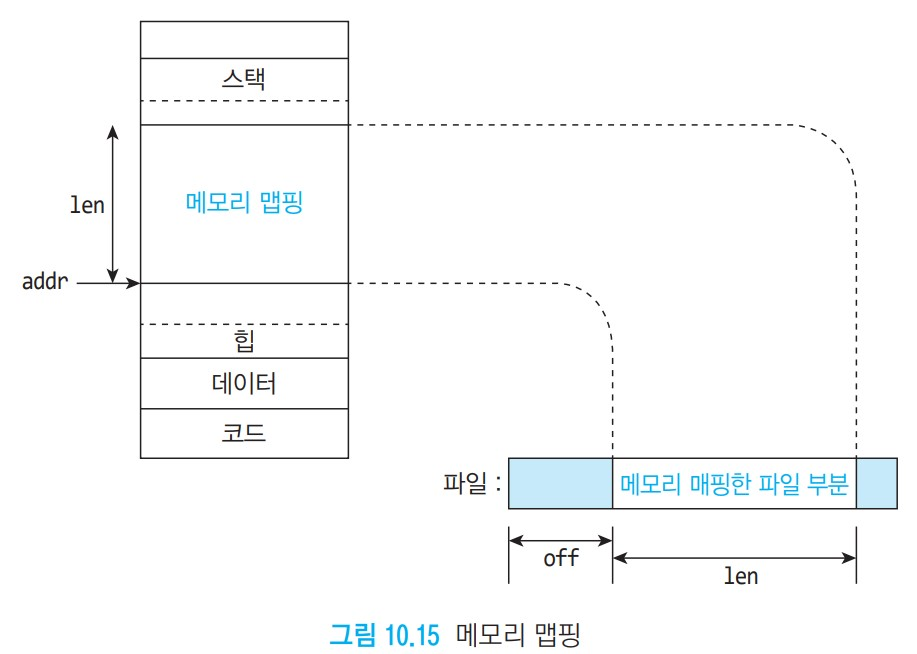 스택
len
메모리 맵핑
addr
힙
데이터
코드
파일 :
메모리 매핑한 파일 부분
off
len
그림 10.15 메모리 맵핑